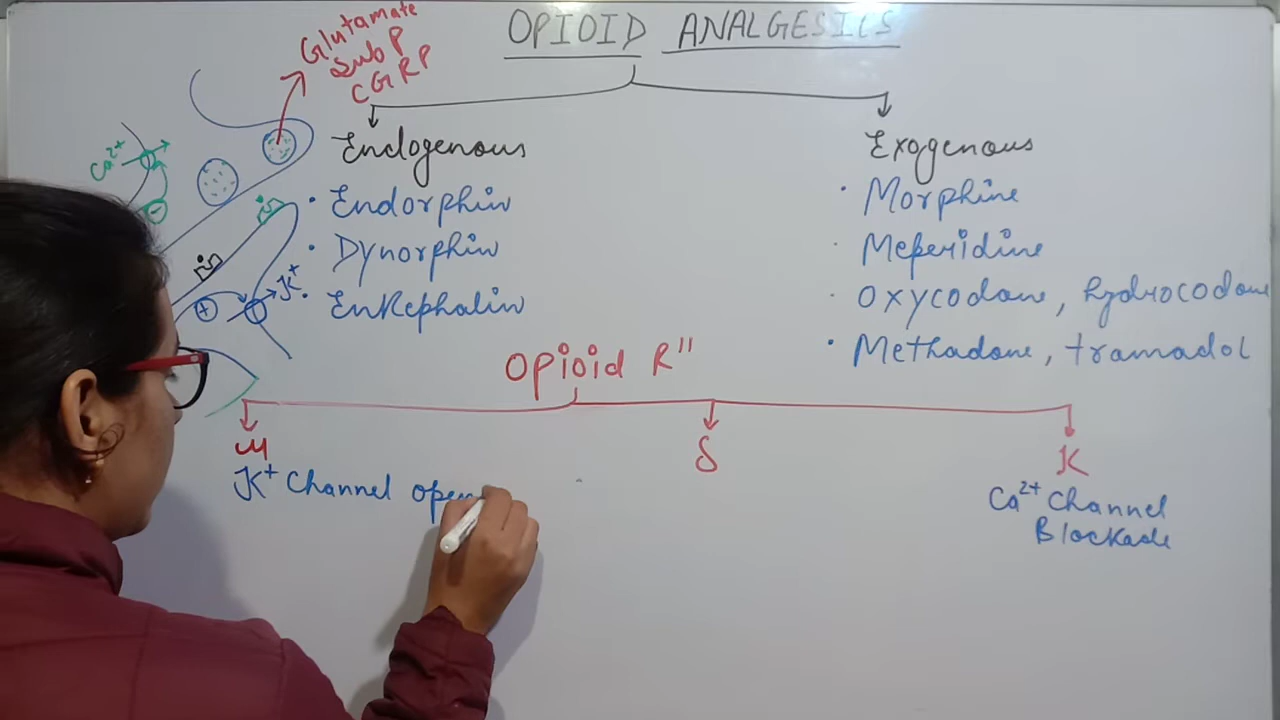 OPIOID ANALGESICS
Glutamate
Sub P
CGRP
Ca²⁺
K⁺
Endogenous
• Endorphin
• Dynorphin
• Enkephalin
Exogenous
• Morphine
• Meperidine
• Oxycodone, hydrocodone
• Methadone, tramadol
Opioid R"
μ
K⁺ Channel open
δ
K
Ca²⁺ Channel
Blockade